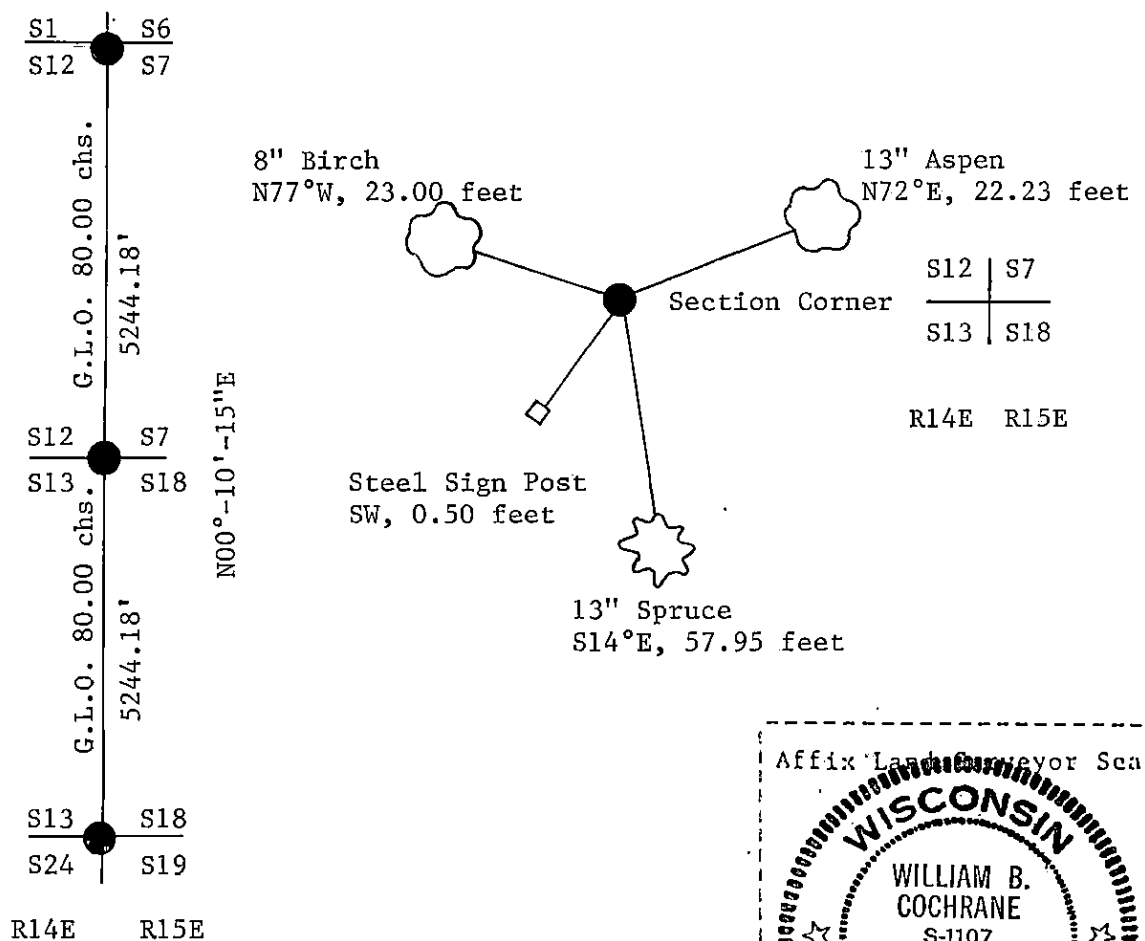 S1 S6
S12 S7
G.L.O. 80.00 chs.
5244.18'
S12 S7
S13 S18
N00°-10'-15"E
G.L.O. 80.00 chs.
5244.18'
S13 S18
S24 S19
R14E R15E
8" Birch
N77°W, 23.00 feet
13" Aspen
N72°E, 22.23 feet
Section Corner
S12 S7
S13 S18
R14E R15E
Steel Sign Post
SW, 0.50 feet
13" Spruce
S14°E, 57.95 feet
Affix Land Surveyor Sea
WISCONSIN
WILLIAM B.
COCHRANE
S-1107